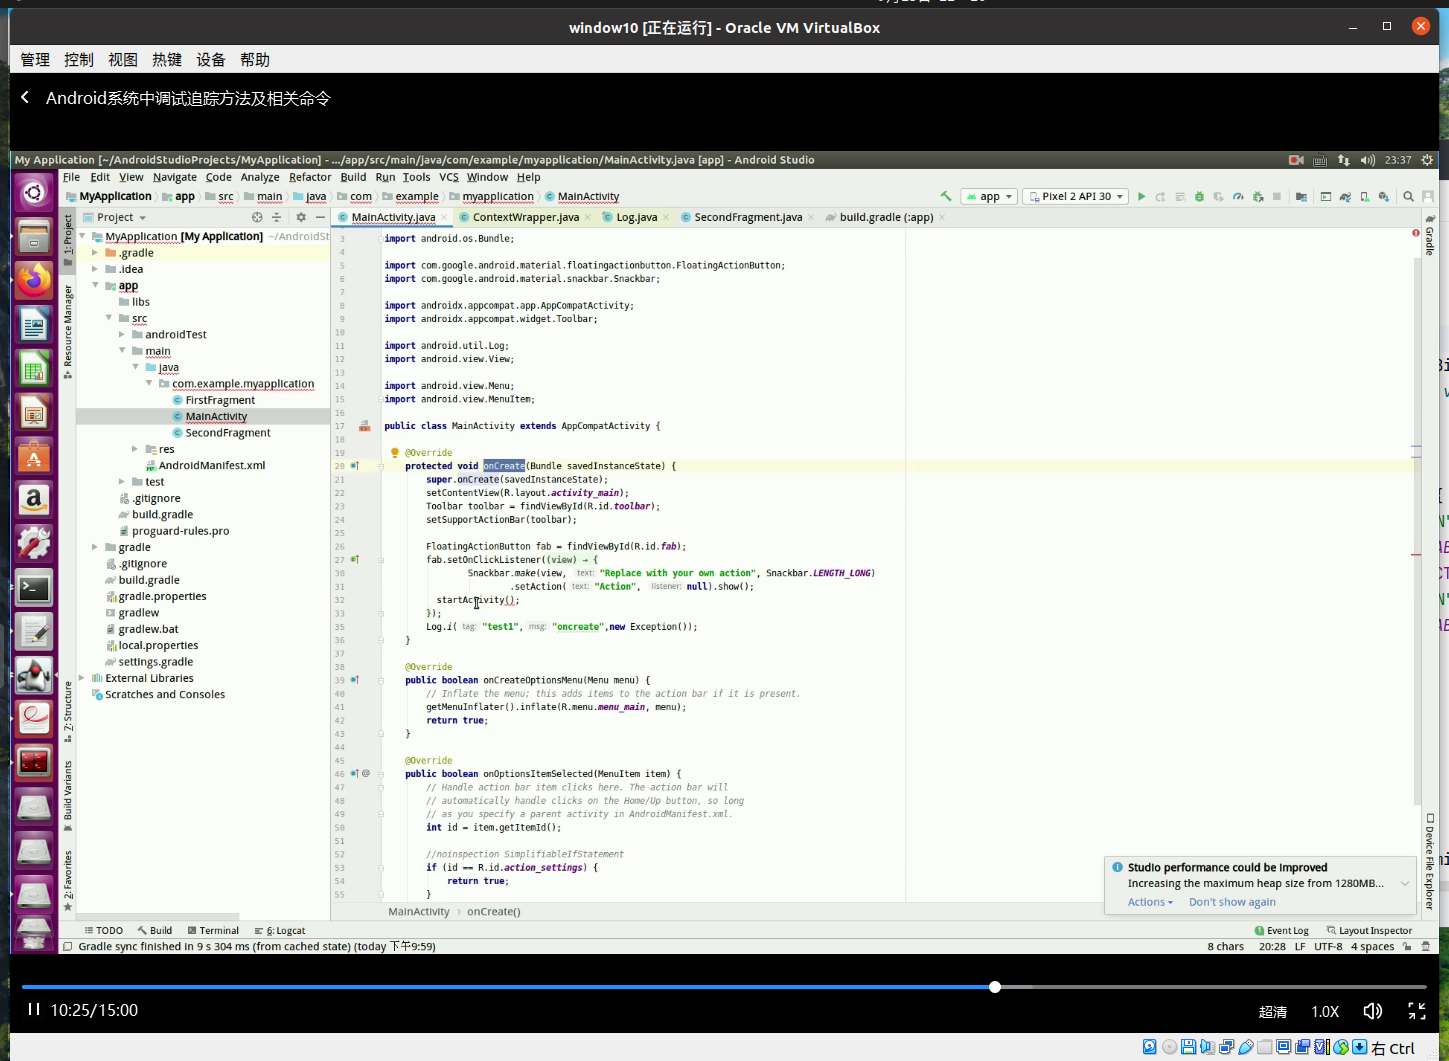 window10 [正在运行] - Oracle VM VirtualBox
管理 控制 视图 热键 设备 帮助
Android系统中调试追踪方法及相关命令
My Application [~/AndroidStudioProjects/MyApplication] - .../app/src/main/java/com/example/myapplication/MainActivity.java [app] - Android Studio
23:37
File Edit View Navigate Code Analyze Refactor Build Run Tools VCS Window Help
MyApplication app src main java com example myapplication MainActivity
app Pixel 2 API 30
Project
MainActivity.java ContextWrapper.java Log.java SecondFragment.java build.gradle (:app)
1: Project
Resource Manager
Z: Structure
Build Variants
2: Favorites
MyApplication [My Application] ~/AndroidSt
.gradle
.idea
app
libs
src
androidTest
main
java
com.example.myapplication
FirstFragment
MainActivity
SecondFragment
res
AndroidManifest.xml
test
.gitignore
build.gradle
proguard-rules.pro
gradle
.gitignore
build.gradle
gradle.properties
gradlew
gradlew.bat
local.properties
settings.gradle
External Libraries
Scratches and Consoles
3 import android.os.Bundle;
4
5 import com.google.android.material.floatingactionbutton.FloatingActionButton;
6 import com.google.android.material.snackbar.Snackbar;
7
8 import androidx.appcompat.app.AppCompatActivity;
9 import androidx.appcompat.widget.Toolbar;
10
11 import android.util.Log;
12 import android.view.View;
13
14 import android.view.Menu;
15 import android.view.MenuItem;
16
17 public class MainActivity extends AppCompatActivity {
18
19 @Override
20 protected void onCreate(Bundle savedInstanceState) {
21 super.onCreate(savedInstanceState);
22 setContentView(R.layout.activity_main);
23 Toolbar toolbar = findViewById(R.id.toolbar);
24 setSupportActionBar(toolbar);
25
26 FloatingActionButton fab = findViewById(R.id.fab);
27 fab.setOnClickListener((view) → {
30 Snackbar.make(view, text: "Replace with your own action", Snackbar.LENGTH_LONG)
31 .setAction( text: "Action", listener: null).show();
32 startActivity();
33 });
35 Log.i( tag: "test1", msg: "oncreate",new Exception());
36 }
37
38 @Override
39 public boolean onCreateOptionsMenu(Menu menu) {
40 // Inflate the menu; this adds items to the action bar if it is present.
41 getMenuInflater().inflate(R.menu.menu_main, menu);
42 return true;
43 }
44
45 @Override
46 @ public boolean onOptionsItemSelected(MenuItem item) {
47 // Handle action bar item clicks here. The action bar will
48 // automatically handle clicks on the Home/Up button, so long
49 // as you specify a parent activity in AndroidManifest.xml.
50 int id = item.getItemId();
51
52 //noinspection SimplifiableIfStatement
53 if (id == R.id.action_settings) {
54 return true;
55 }
MainActivity › onCreate()
Gradle
Device File Explorer
Studio performance could be improved
Increasing the maximum heap size from 1280MB...
Actions Don't show again
TODO Build Terminal 6: Logcat Event Log Layout Inspector
Gradle sync finished in 9 s 304 ms (from cached state) (today 下午9:59) 8 chars 20:28 LF UTF-8 4 spaces
10:25/15:00
超清 1.0X
右 Ctrl